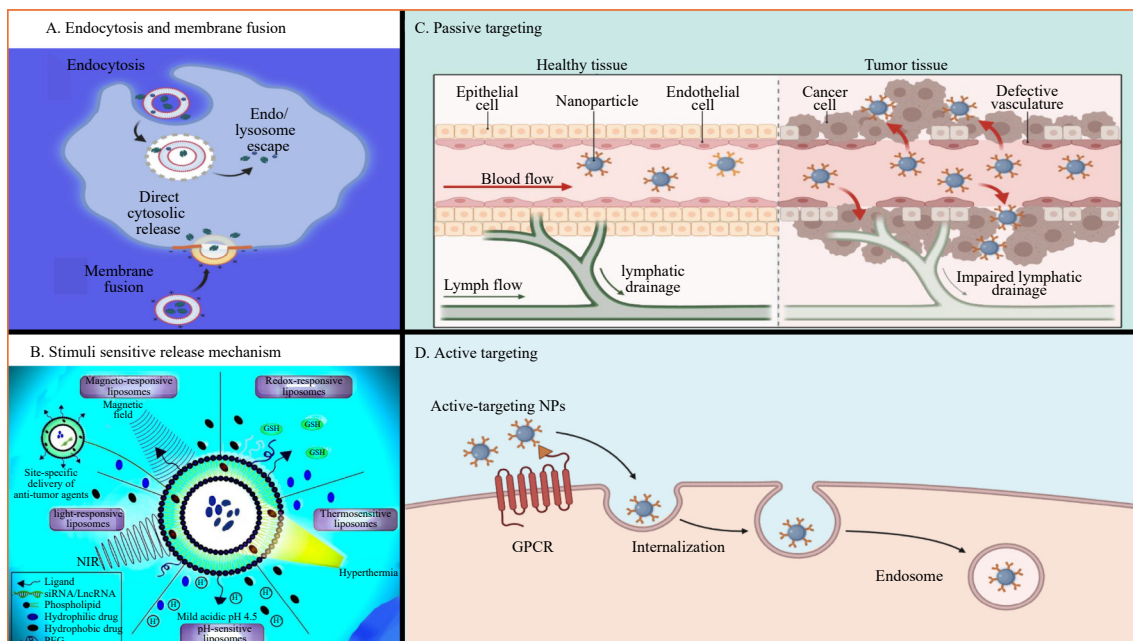 A. Endocytosis and membrane fusion
Endocytosis
Endo/
lysosome
escape
Direct
cytosolic
release
Membrane
fusion
B. Stimuli sensitive release mechanism
Magneto-responsive
liposomes
Magnetic
field
Redox-responsive
liposomes
GSH
GSH
GSH
Site-specific
delivery of
anti-tumor agents
light-responsive
liposomes
Thermosensitive
liposomes
NIR
Hyperthermia
Ligand
siRNA/LncRNA
Phospholipid
Hydrophilic drug
Hydrophobic drug
PEG
H⁺
H⁺
H⁺
H⁺
H⁺
H⁺
Mild acidic pH 4.5
pH-sensitive
liposomes
C. Passive targeting
Healthy tissue
Tumor tissue
Epithelial
cell
Nanoparticle
Endothelial
cell
Cancer
cell
Defective
vasculature
Blood flow
Lymph flow
lymphatic
drainage
Impaired lymphatic
drainage
D. Active targeting
Active-targeting NPs
GPCR
Internalization
Endosome